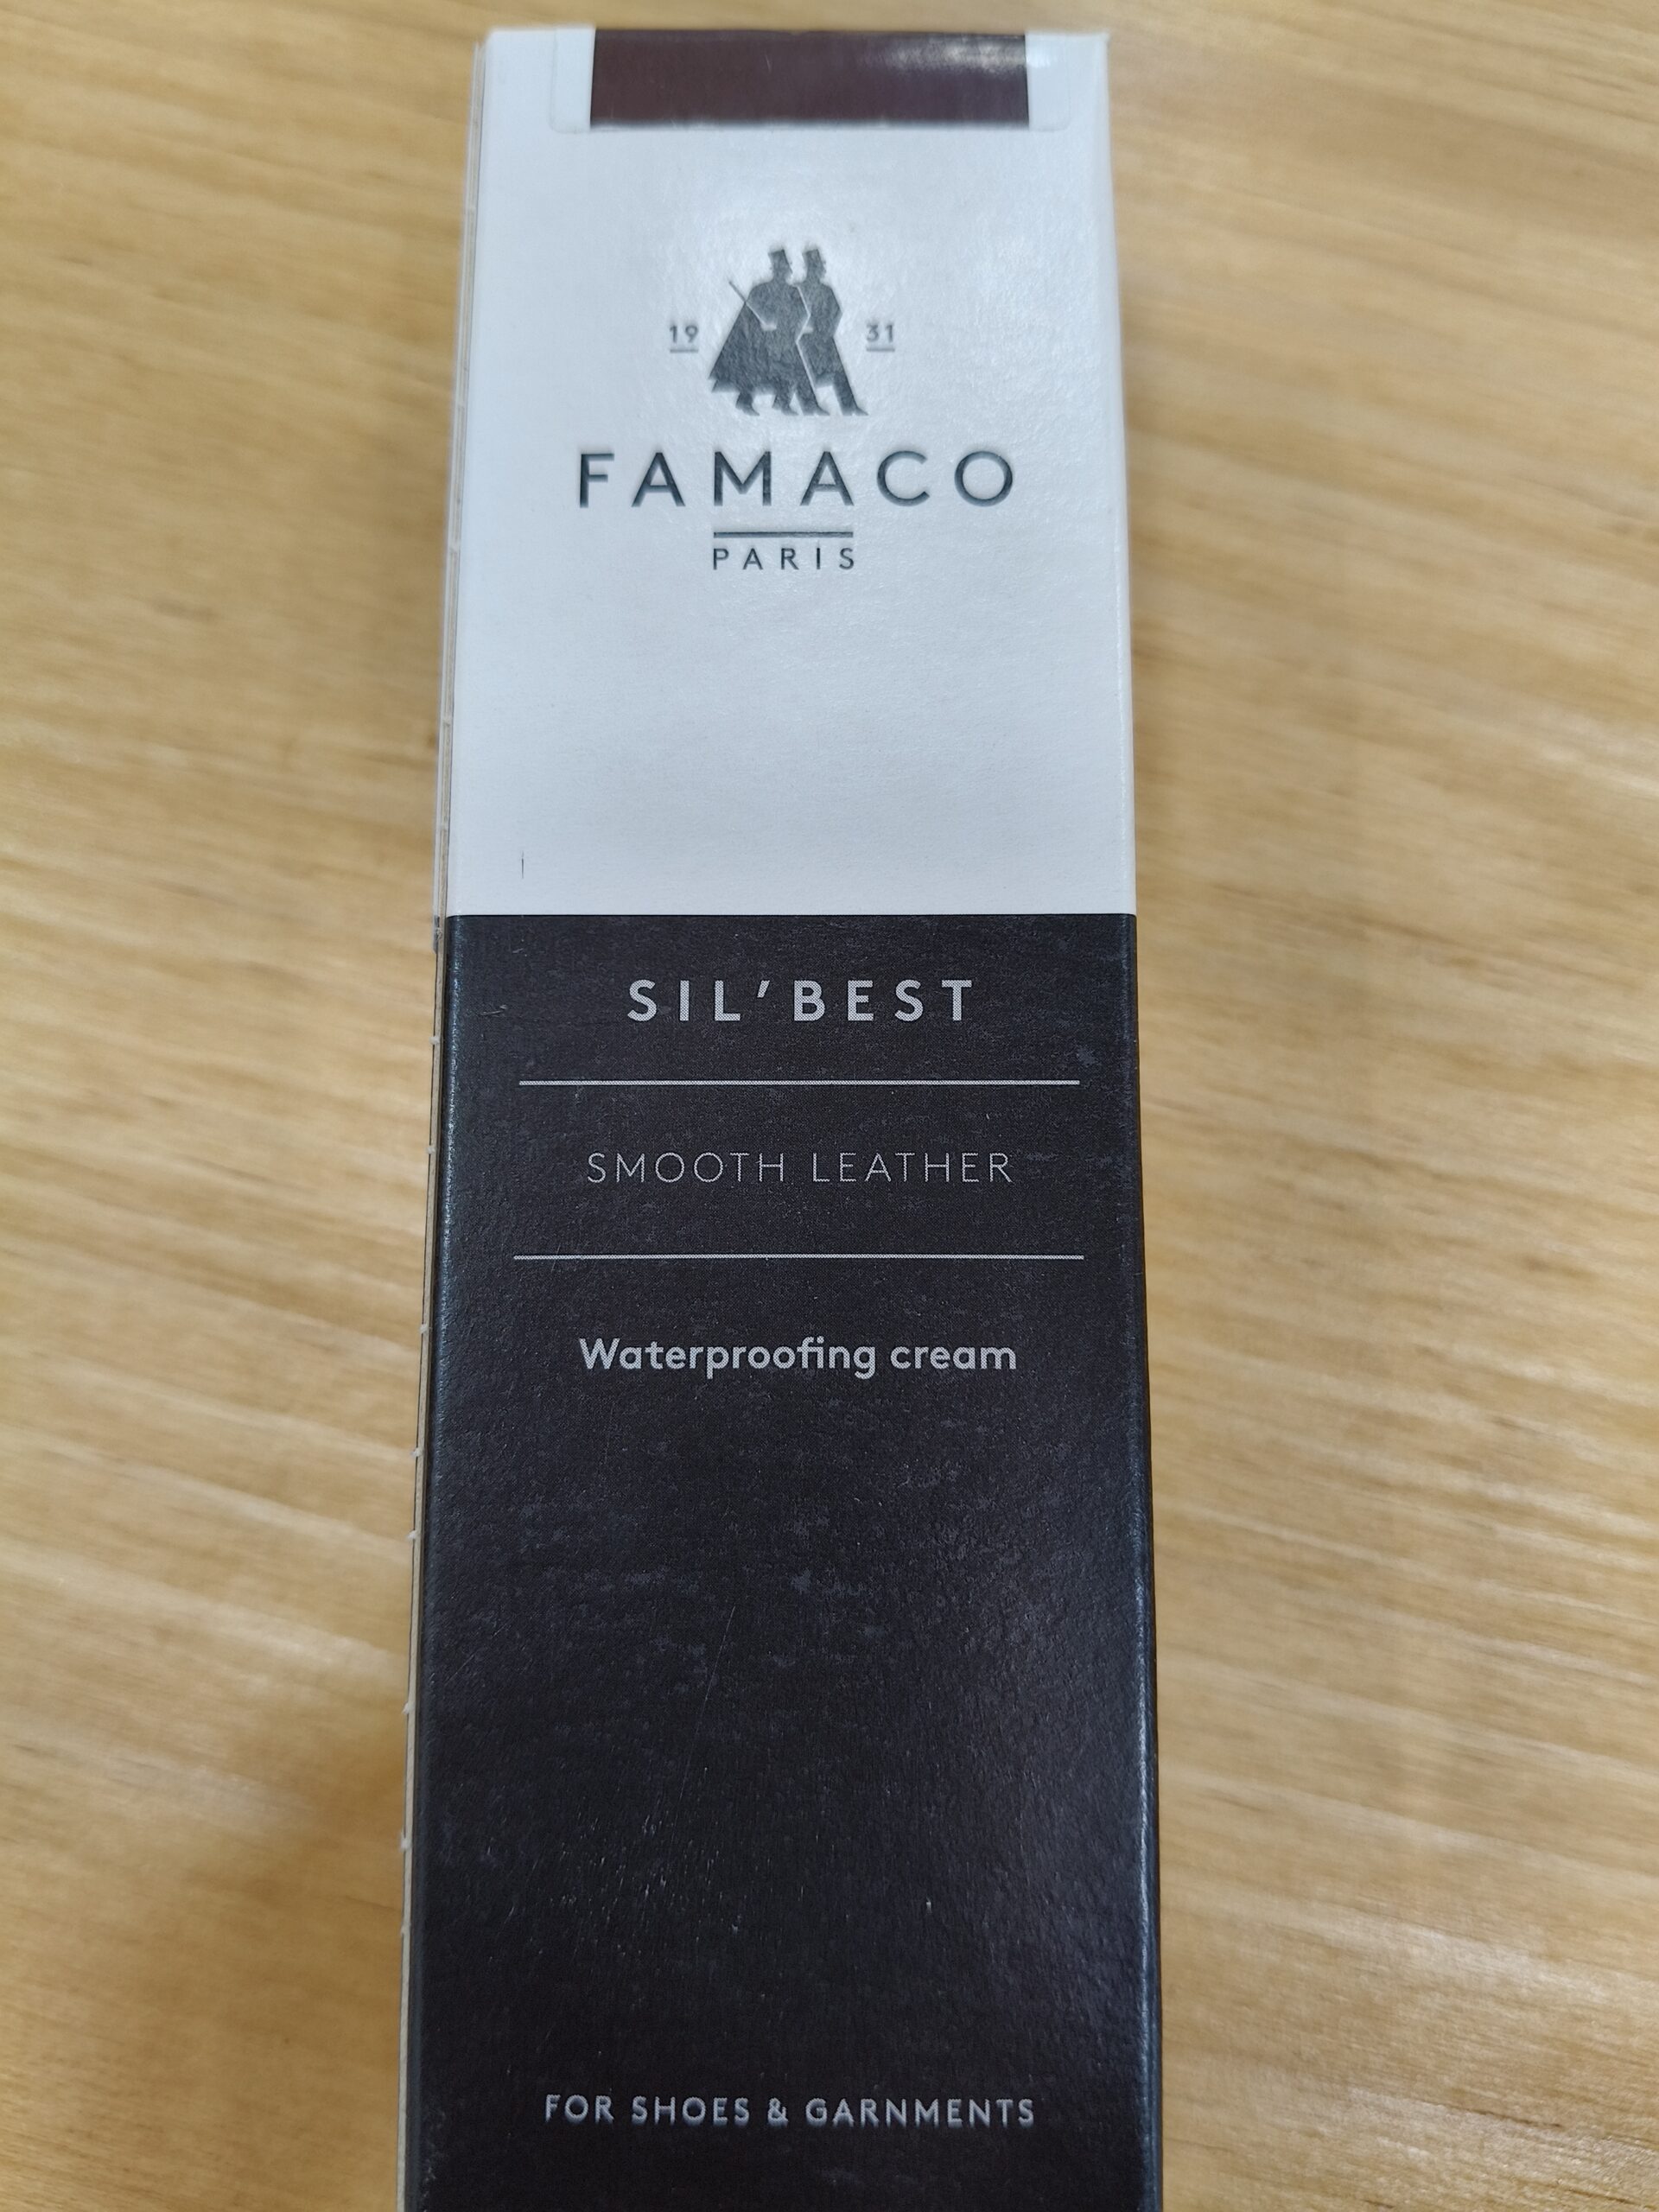 19 31
FAMACO
PARIS
SIL'BEST
SMOOTH LEATHER
Waterproofing cream
FOR SHOES & GARNMENTS